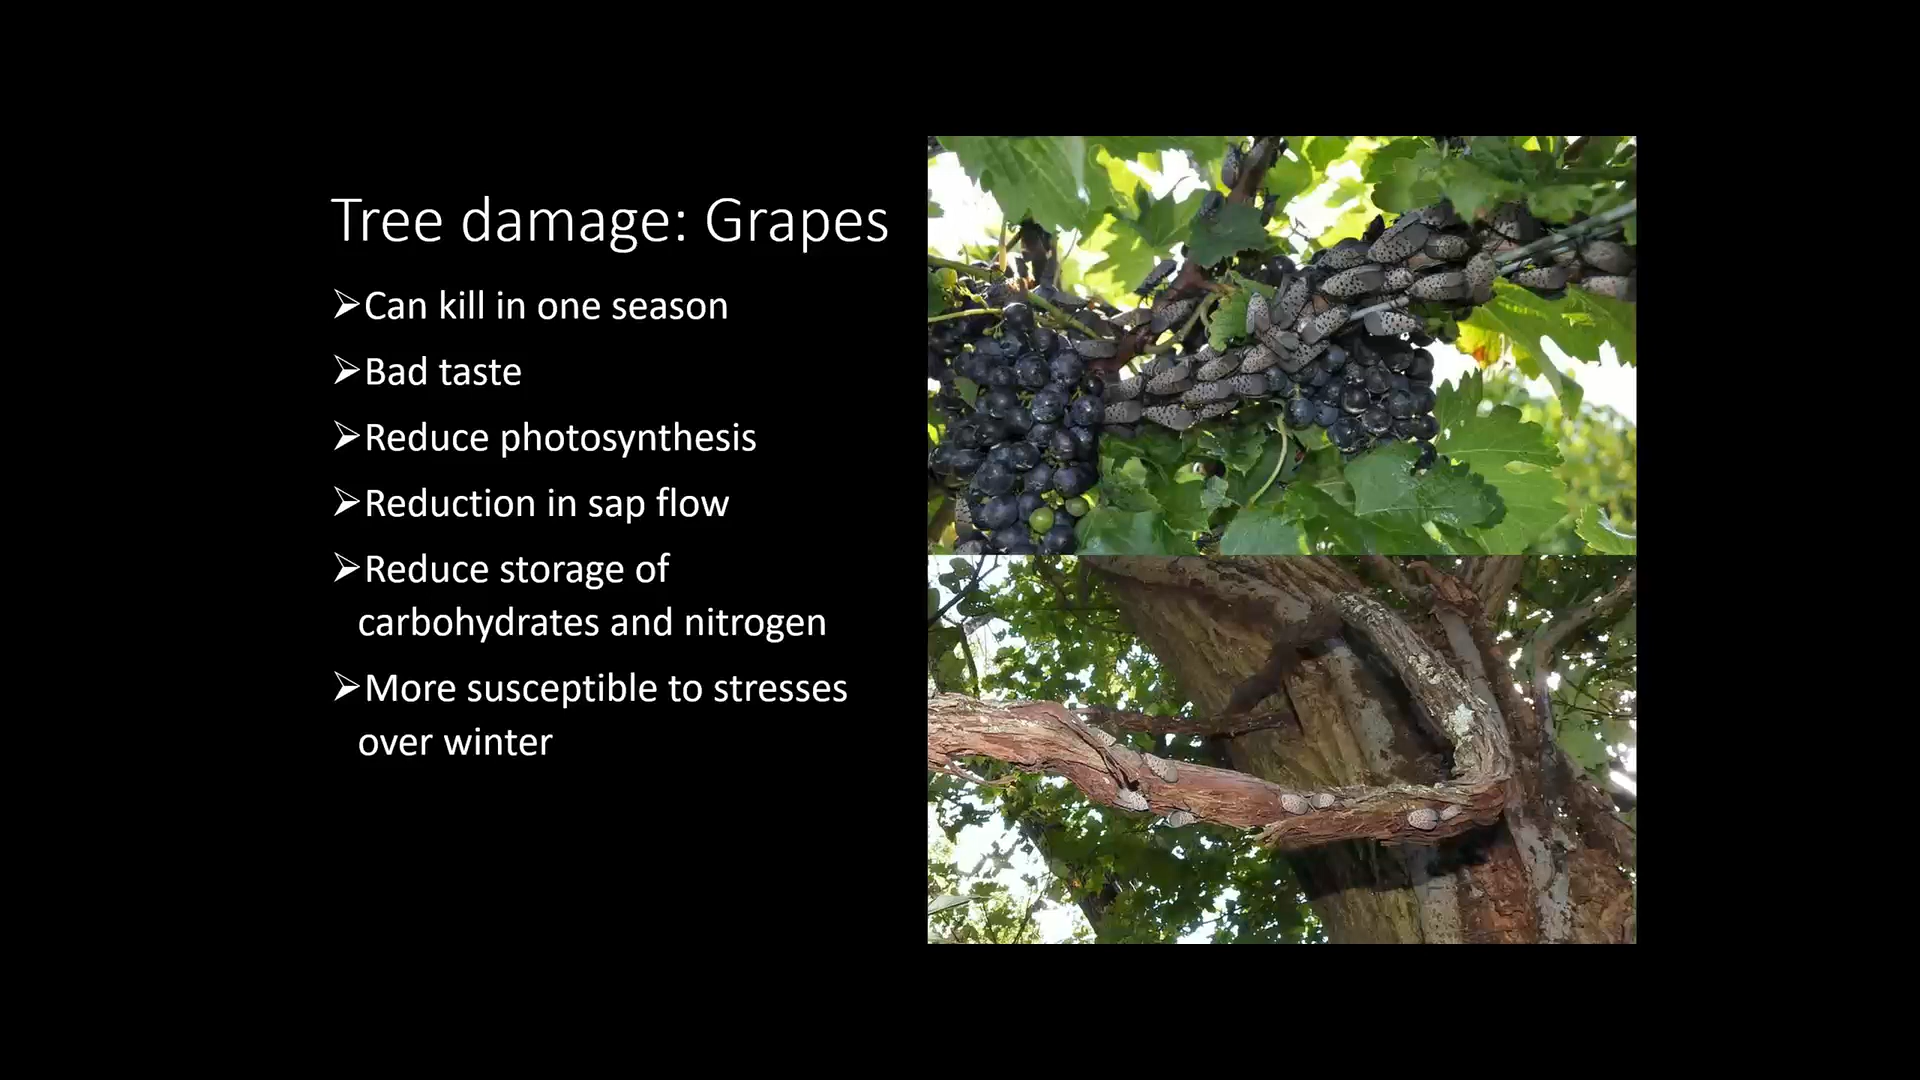 Tree damage: Grapes
➢Can kill in one season
➢Bad taste
➢Reduce photosynthesis
➢Reduction in sap flow
➢Reduce storage of
carbohydrates and nitrogen
➢More susceptible to stresses
over winter